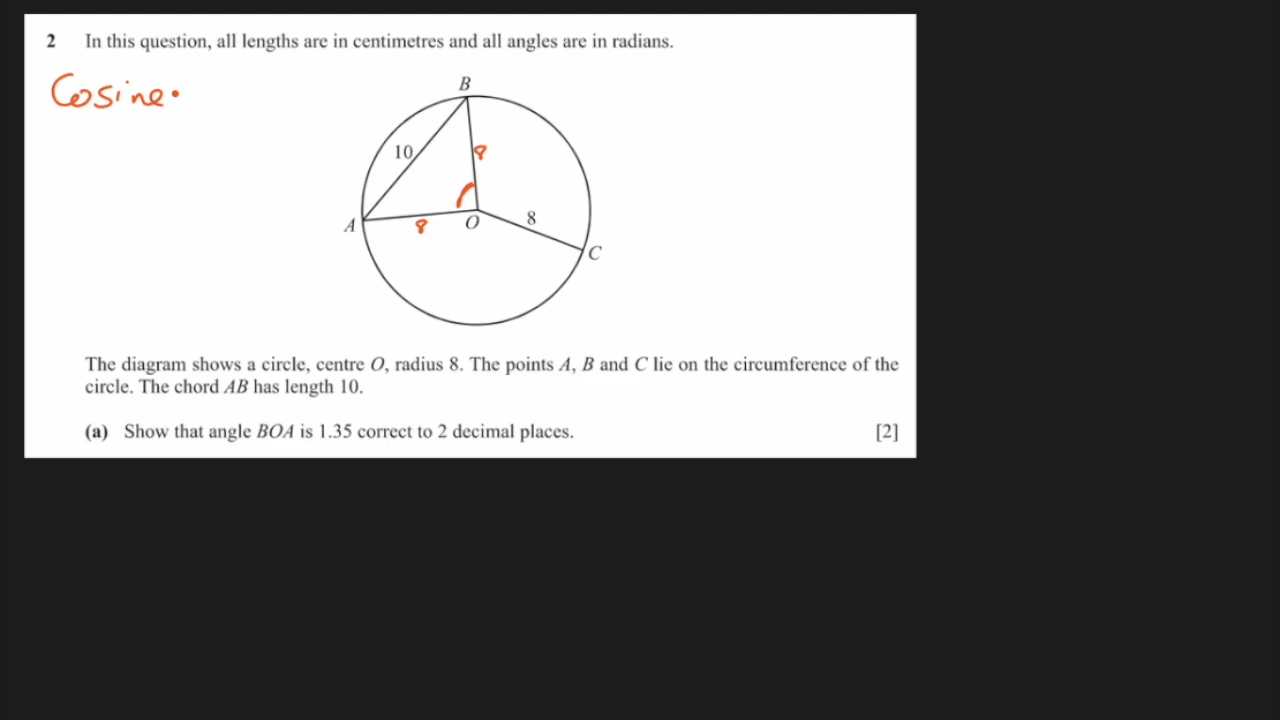 2 In this question, all lengths are in centimetres and all angles are in radians.
Cosine.
B
10
8
A
8
O
8
C
The diagram shows a circle, centre O, radius 8. The points A, B and C lie on the circumference of the
circle. The chord AB has length 10.
(a) Show that angle BOA is 1.35 correct to 2 decimal places. [2]